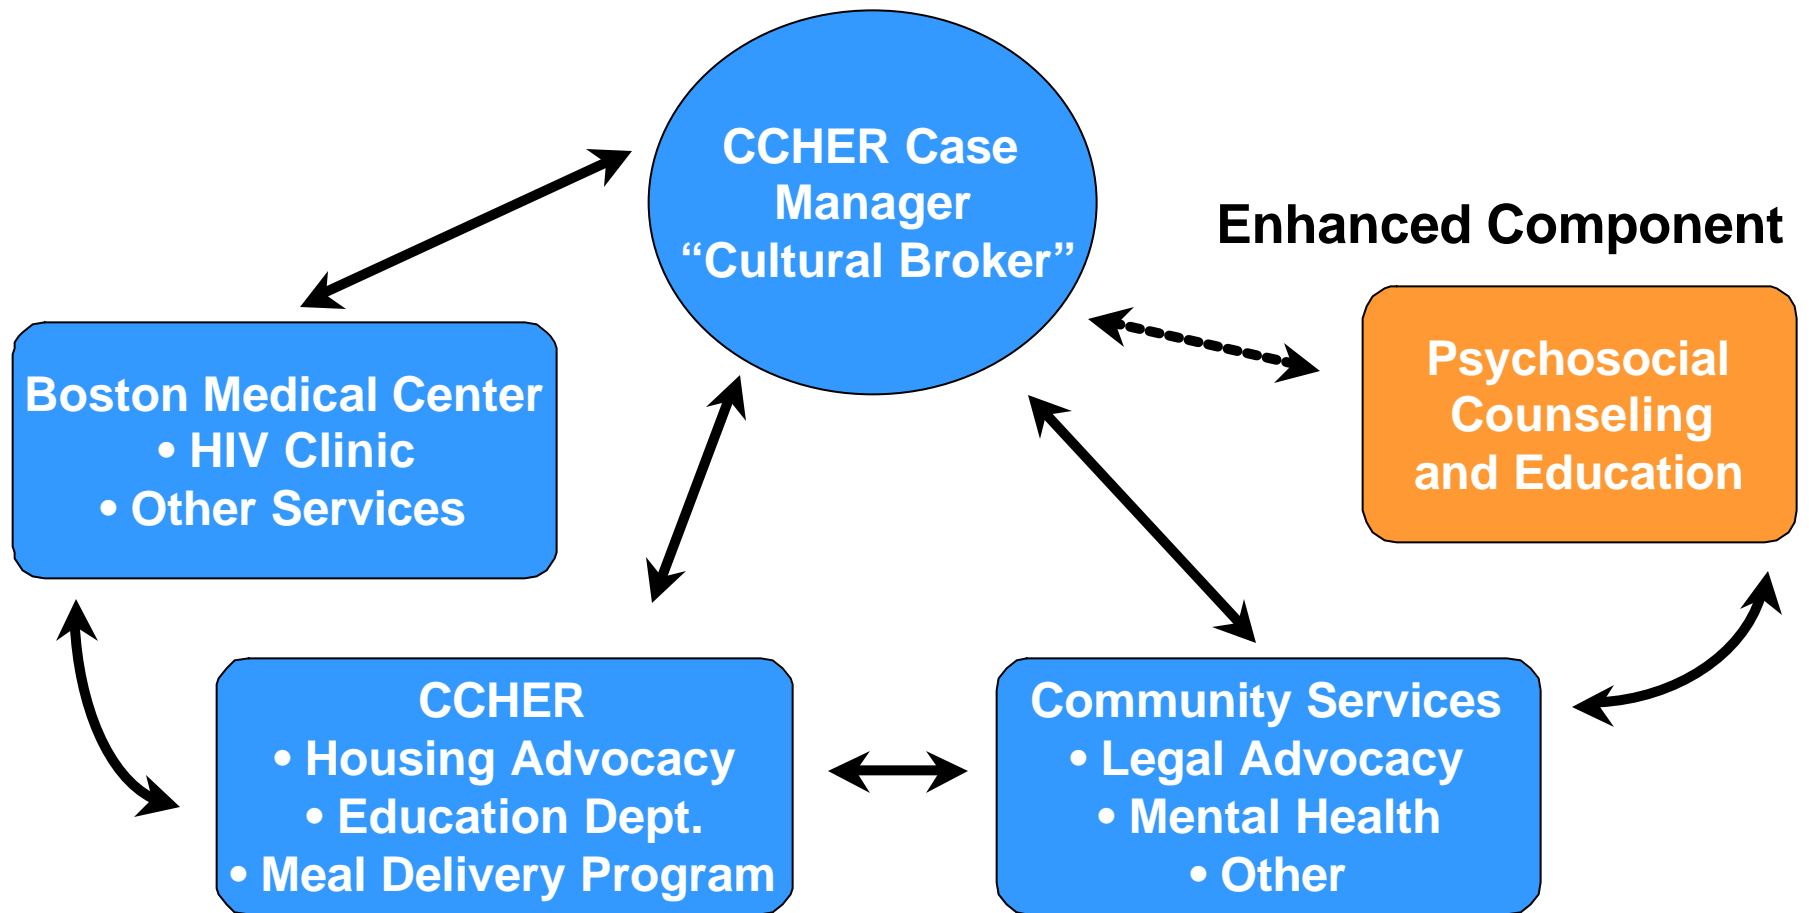 CCHER Case
Manager
“Cultural Broker”
Enhanced Component
Psychosocial
Counseling
and Education
Boston Medical Center
• HIV Clinic
• Other Services
CCHER
• Housing Advocacy
• Education Dept.
• Meal Delivery Program
Community Services
• Legal Advocacy
• Mental Health
• Other